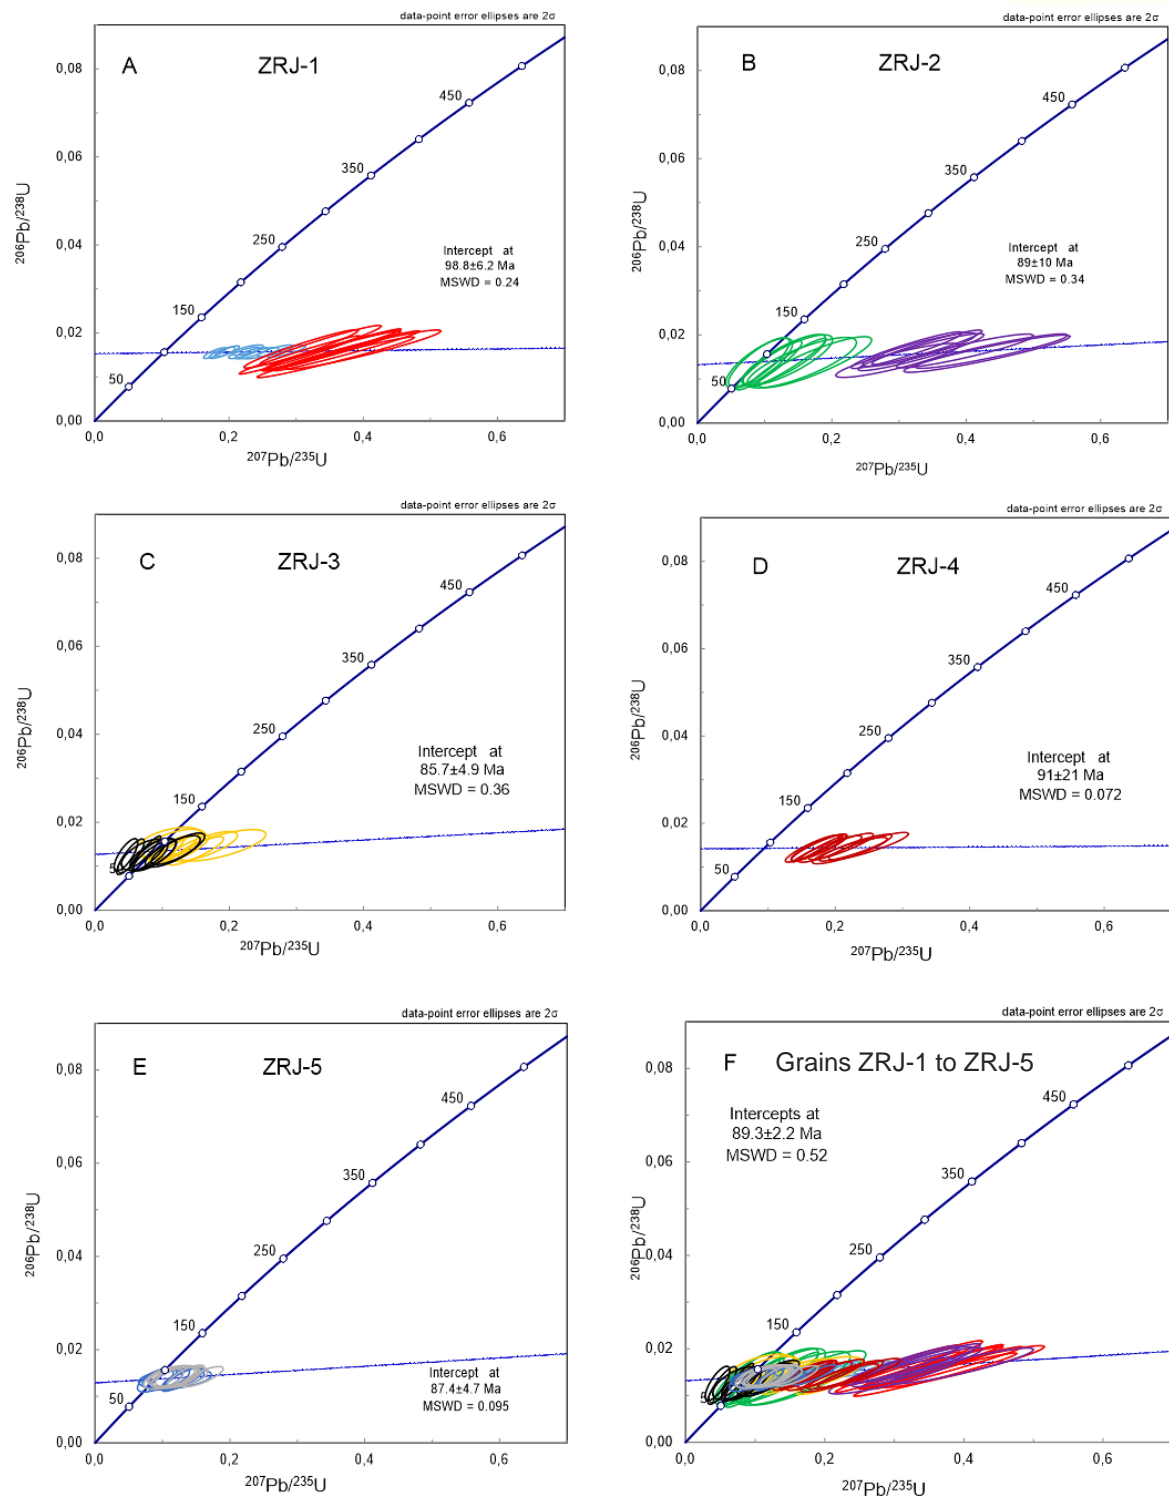 data-point error ellipses are 2σ
A
ZRJ-1
0,08
0,06
0,04
0,02
0,00
450
350
250
150
50
Intercept at
98.8±6.2 Ma
MSWD = 0.24
0,0 0,2 0,4 0,6
206Pb/238U
207Pb/235U
data-point error ellipses are 2σ
B
ZRJ-2
0,08
0,06
0,04
0,02
0,00
450
350
250
150
50
Intercept at
89±10 Ma
MSWD = 0.34
0,0 0,2 0,4 0,6
206Pb/238U
207Pb/235U
data-point error ellipses are 2σ
C
ZRJ-3
0,08
0,06
0,04
0,02
0,00
450
350
250
150
Intercept at
85.7±4.9 Ma
MSWD = 0.36
0,0 0,2 0,4 0,6
206Pb/238U
207Pb/235U
data-point error ellipses are 2σ
D
ZRJ-4
0,08
0,06
0,04
0,02
0,00
450
350
250
150
50
Intercept at
91±21 Ma
MSWD = 0.072
0,0 0,2 0,4 0,6
206Pb/238U
207Pb/235U
data-point error ellipses are 2σ
E
ZRJ-5
0,08
0,06
0,04
0,02
0,00
450
350
250
150
50
Intercept at
87.4±4.7 Ma
MSWD = 0.095
0,0 0,2 0,4 0,6
206Pb/238U
207Pb/235U
data-point error ellipses are 2σ
F
Grains ZRJ-1 to ZRJ-5
0,08
0,06
0,04
0,02
0,00
450
350
250
150
Intercepts at
89.3±2.2 Ma
MSWD = 0.52
0,0 0,2 0,4 0,6
206Pb/238U
207Pb/235U